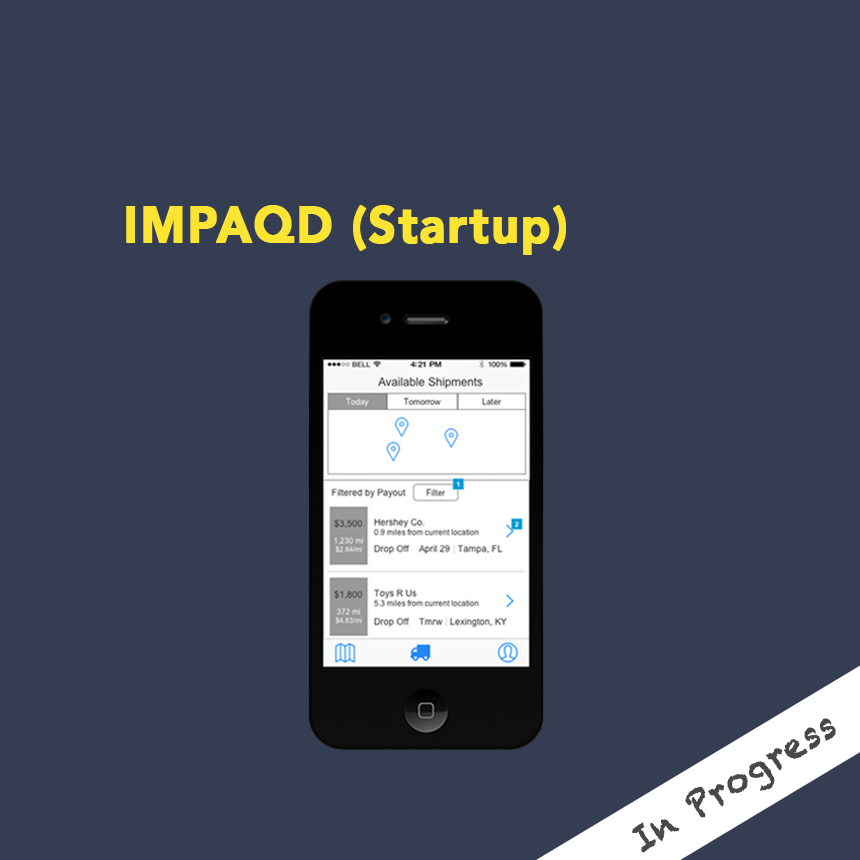 IMPAQD (Startup)
BELL 4:21 PM 100%
Available Shipments
Today Tomorrow Later
Filtered by Payout Filter 1
$3,500
1,230 mi
$2.84/mi
Hershey Co.
0.9 miles from current location
Drop Off April 29 Tampa, FL
2
$1,800
372 mi
$4.83/mi
Toys R Us
5.3 miles from current location
Drop Off Tmrw Lexington, KY
In Progress